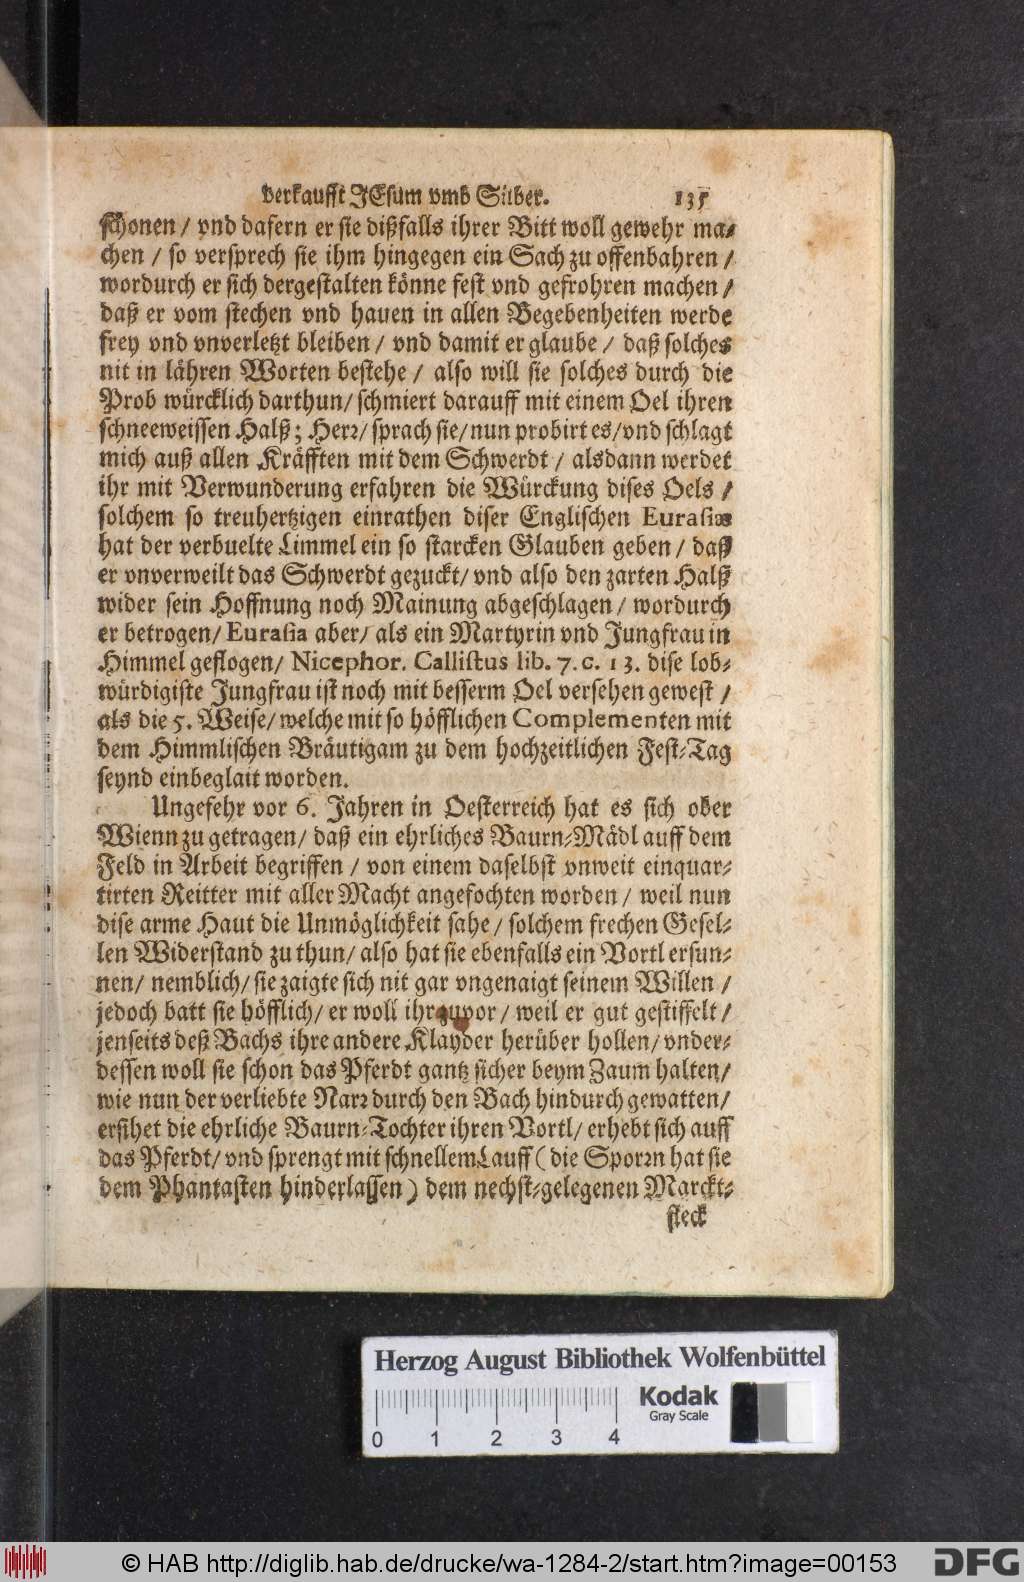 verkaufft JEsum vmb Silber. 135
schonen / vnd dafern er sie dißfalls ihrer Bitt woll gewehr ma-
chen / so versprech sie ihm hingegen ein Sach zu offenbahren /
wordurch er sich dergestalten könne fest vnd gefrohren machen /
daß er vom stechen vnd hauen in allen Begebenheiten werde
frey vnd vnverletzt bleiben / vnd damit er glaube / daß solches
nit in lähren Worten bestehe / also will sie solches durch die
Prob würcklich darthun / schmiert darauff mit einem Oel ihren
schneeweissen Halß ; Herr / sprach sie / nun probirt es / vnd schlagt
mich auß allen Kräfften mit dem Schwerdt / alsdann werdet
ihr mit Verwunderung erfahren die Würckung dises Oels /
solchem so treuhertzigen einrathen diser Englischen Eurasiæ
hat der verbuelte Limmel ein so starcken Glauben geben / daß
er vnverweilt das Schwerdt gezuckt / vnd also den zarten Halß
wider sein Hoffnung noch Mainung abgeschlagen / wordurch
er betrogen / Eurasia aber / als ein Martyrin vnd Jungfrau in
Himmel geflogen / Nicephor. Callistus lib. 7. c. 13. dise lob-
würdigiste Jungfrau ist noch mit besserm Oel versehen gewest /
als die 5. Weise / welche mit so höfflichen Complementen mit
dem Himmlischen Bräutigam zu dem hochzeitlichen Fest-Tag
seynd einbeglait worden.
Ungefehr vor 6. Jahren in Oesterreich hat es sich ober
Wienn zu getragen / daß ein ehrliches Baurn-Mädl auff dem
Feld in Arbeit begriffen / von einem daselbst vnweit einquar-
tirten Reitter mit aller Macht angefochten worden / weil nun
dise arme Haut die Unmöglichkeit sahe / solchem frechen Gesel-
len Widerstand zu thun / also hat sie ebenfalls ein Vortl ersun-
nen / nemblich / sie zaigte sich nit gar vngenaigt seinem Willen /
jedoch batt sie höfflich / er woll ihr zuvor / weil er gut gestiffelt /
jenseits deß Bachs ihre andere Klayder herüber hollen / vnder-
dessen woll sie schon das Pferdt gantz sicher beym Zaum halten /
wie nun der verliebte Narr durch den Bach hindurch gewatten /
ersihet die ehrliche Baurn-Tochter ihren Vortl / erhebt sich auff
das Pferdt / vnd sprengt mit schnellem Lauff ( die Sporrn hat sie
dem Phantasten hinderlassen ) dem nechst-gelegenen Marckt-
fleck
Herzog August Bibliothek Wolfenbüttel
Kodak
Gray Scale
0 1 2 3 4
© HAB http://diglib.hab.de/drucke/wa-1284-2/start.htm?image=00153
DFG